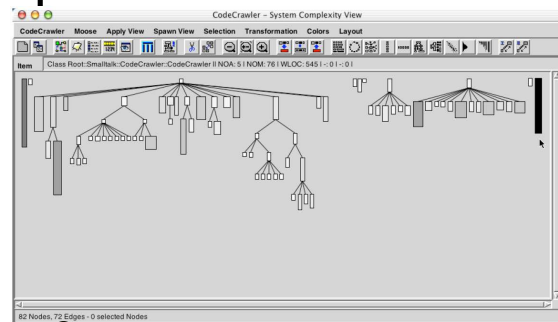 CodeCrawler - System Complexity View
CodeCrawler Moose Apply View Spawn View Selection Transformation Colors Layout
Item Class Root::Smalltalk::CodeCrawler::CodeCrawler II NOA: 5 I NOM: 76 I WLOC: 545 I -: 0 I -: 0 I
82 Nodes, 72 Edges - 0 selected Nodes